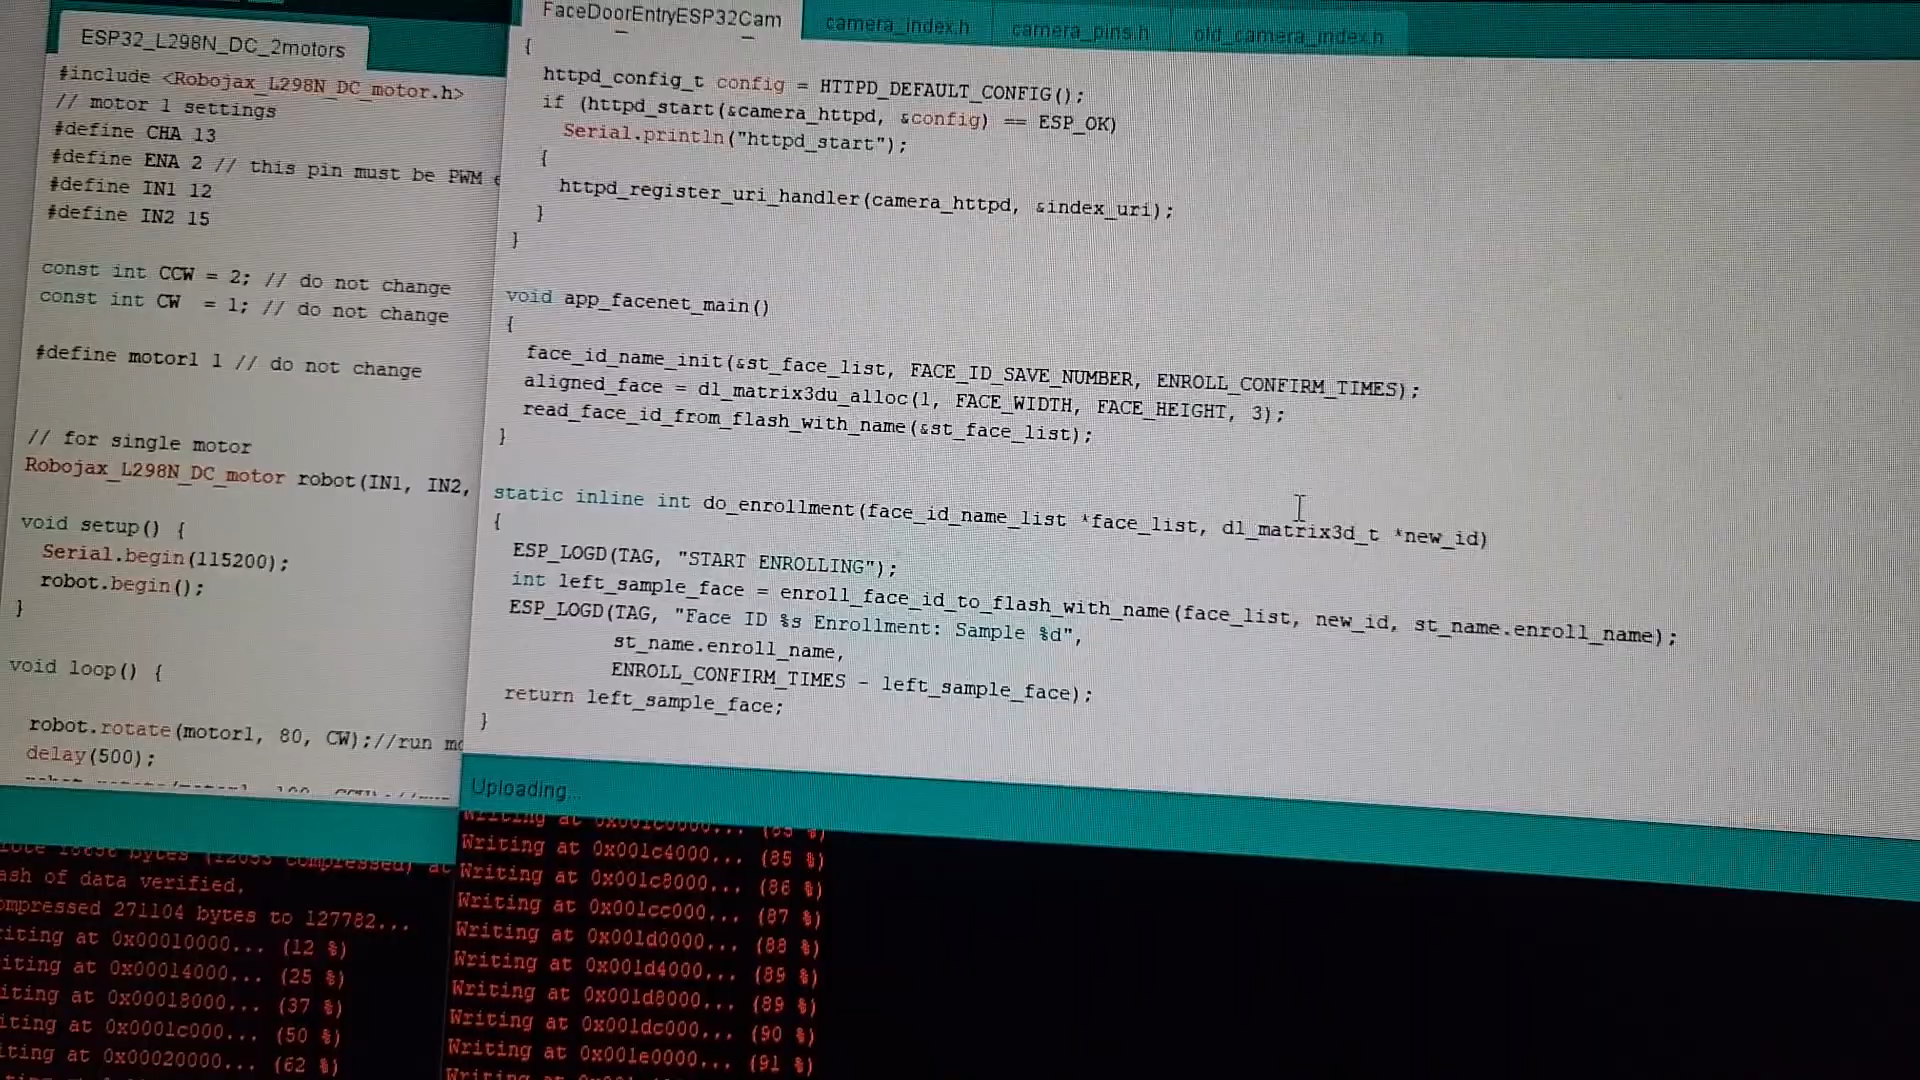 ESP32_L298N_DC_2motors
#include <Robojax_L298N_DC_motor.h>
// motor 1 settings
#define CHA 13
#define ENA 2 // this pin must be PWM
#define IN1 12
#define IN2 15
const int CCW = 2; // do not change
const int CW  = 1; // do not change
#define motor1 1 // do not change
// for single motor
Robojax_L298N_DC_motor robot(IN1, IN2,
void setup() {
Serial.begin(115200);
robot.begin();
}
void loop() {
robot.rotate(motor1, 80, CW);//run
delay(500);
ash of data verified.
ompressed 271104 bytes to 127782...
iting at 0x00010000... (12 %)
iting at 0x00014000... (25 %)
iting at 0x00018000... (37 %)
iting at 0x0001c000... (50 %)
iting at 0x00020000... (62 %)
FaceDoorEntryESP32Cam
camera_index.h
camera_pins.h
old_camera_index.h
{
httpd_config_t config = HTTPD_DEFAULT_CONFIG();
if (httpd_start(&camera_httpd, &config) == ESP_OK)
Serial.println("httpd_start");
{
httpd_register_uri_handler(camera_httpd, &index_uri);
}
}
void app_facenet_main()
{
face_id_name_init(&st_face_list, FACE_ID_SAVE_NUMBER, ENROLL_CONFIRM_TIMES);
aligned_face = dl_matrix3du_alloc(1, FACE_WIDTH, FACE_HEIGHT, 3);
read_face_id_from_flash_with_name(&st_face_list);
}
static inline int do_enrollment(face_id_name_list *face_list, dl_matrix3d_t *new_id)
{
ESP_LOGD(TAG, "START ENROLLING");
int left_sample_face = enroll_face_id_to_flash_with_name(face_list, new_id, st_name.enroll_name);
ESP_LOGD(TAG, "Face ID %s Enrollment: Sample %d",
st_name.enroll_name,
ENROLL_CONFIRM_TIMES - left_sample_face);
return left_sample_face;
}
Uploading...
Writing at 0x001c4000... (85 %)
Writing at 0x001c8000... (86 %)
Writing at 0x001cc000... (87 %)
Writing at 0x001d0000... (88 %)
Writing at 0x001d4000... (89 %)
Writing at 0x001d8000... (89 %)
Writing at 0x001dc000... (90 %)
Writing at 0x001e0000... (91 %)